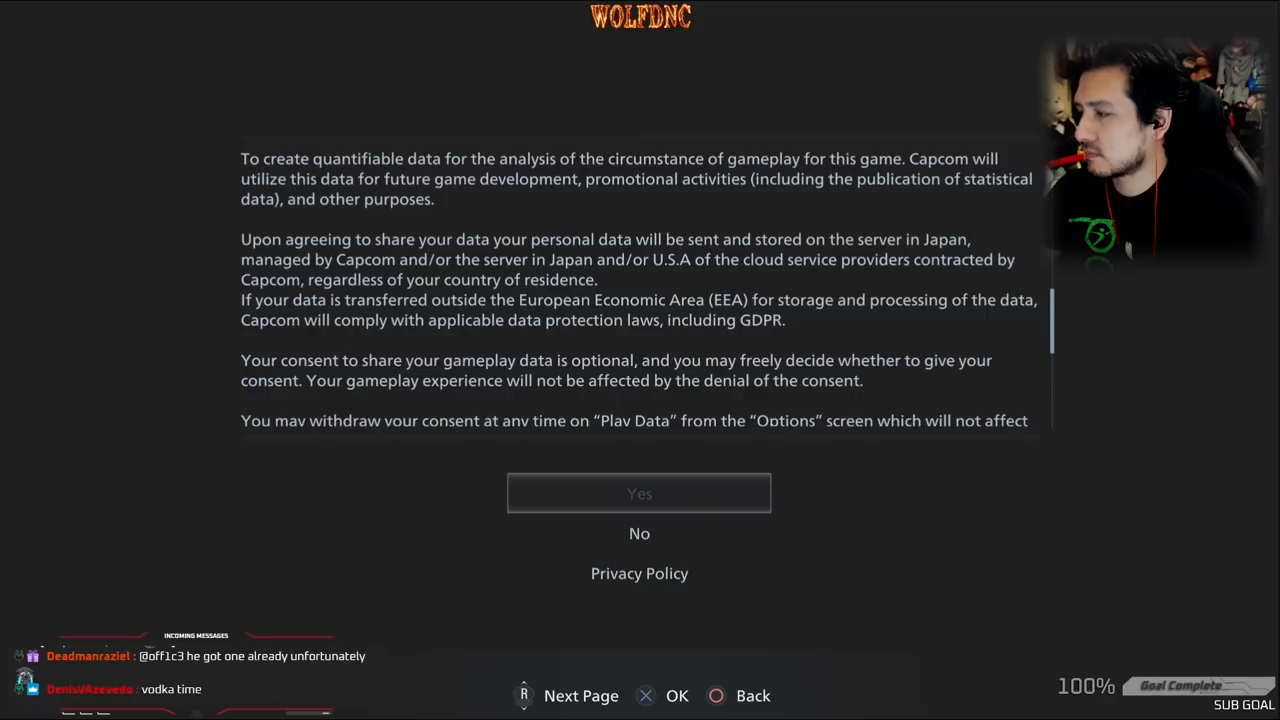 WOLFDNC
To create quantifiable data for the analysis of the circumstance of gameplay for this game. Capcom will
utilize this data for future game development, promotional activities (including the publication of statistical
data), and other purposes.
Upon agreeing to share your data your personal data will be sent and stored on the server in Japan,
managed by Capcom and/or the server in Japan and/or U.S.A of the cloud service providers contracted by
Capcom, regardless of your country of residence.
If your data is transferred outside the European Economic Area (EEA) for storage and processing of the data,
Capcom will comply with applicable data protection laws, including GDPR.
Your consent to share your gameplay data is optional, and you may freely decide whether to give your
consent. Your gameplay experience will not be affected by the denial of the consent.
You may withdraw your consent at any time on “Play Data” from the “Options” screen which will not affect
Yes
No
Privacy Policy
INCOMING MESSAGES
Deadmanraziel : @off1c3 he got one already unfortunately
DenisVAzevedo : vodka time
R Next Page OK Back
100% Goal Complete
SUB GOAL